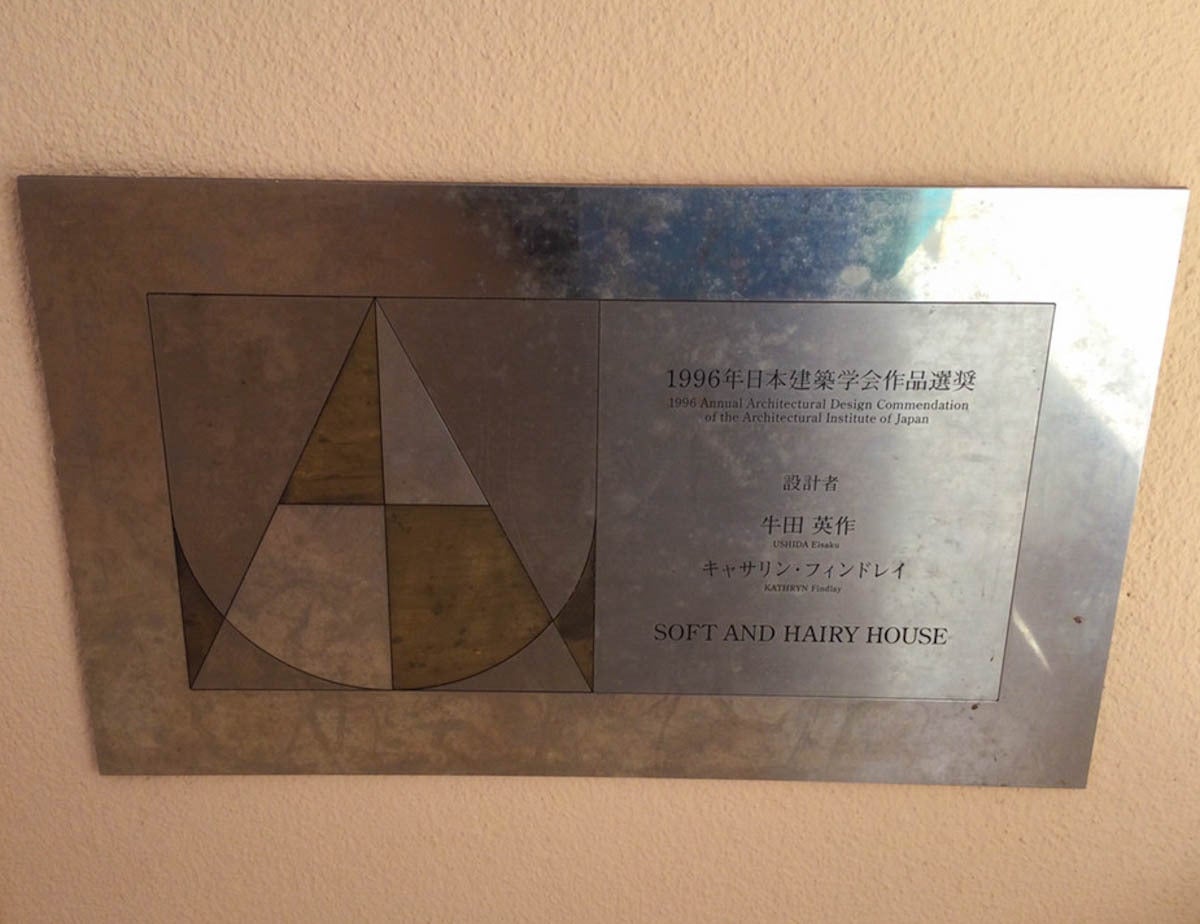 1996年日本建築学会作品選奨
1996 Annual Architectural Design Commendation
of the Architectural Institute of Japan
設計者
牛田 英作
USHIDA Eisaku
キャサリン・フィンドレイ
KATHRYN Findlay
SOFT AND HAIRY HOUSE